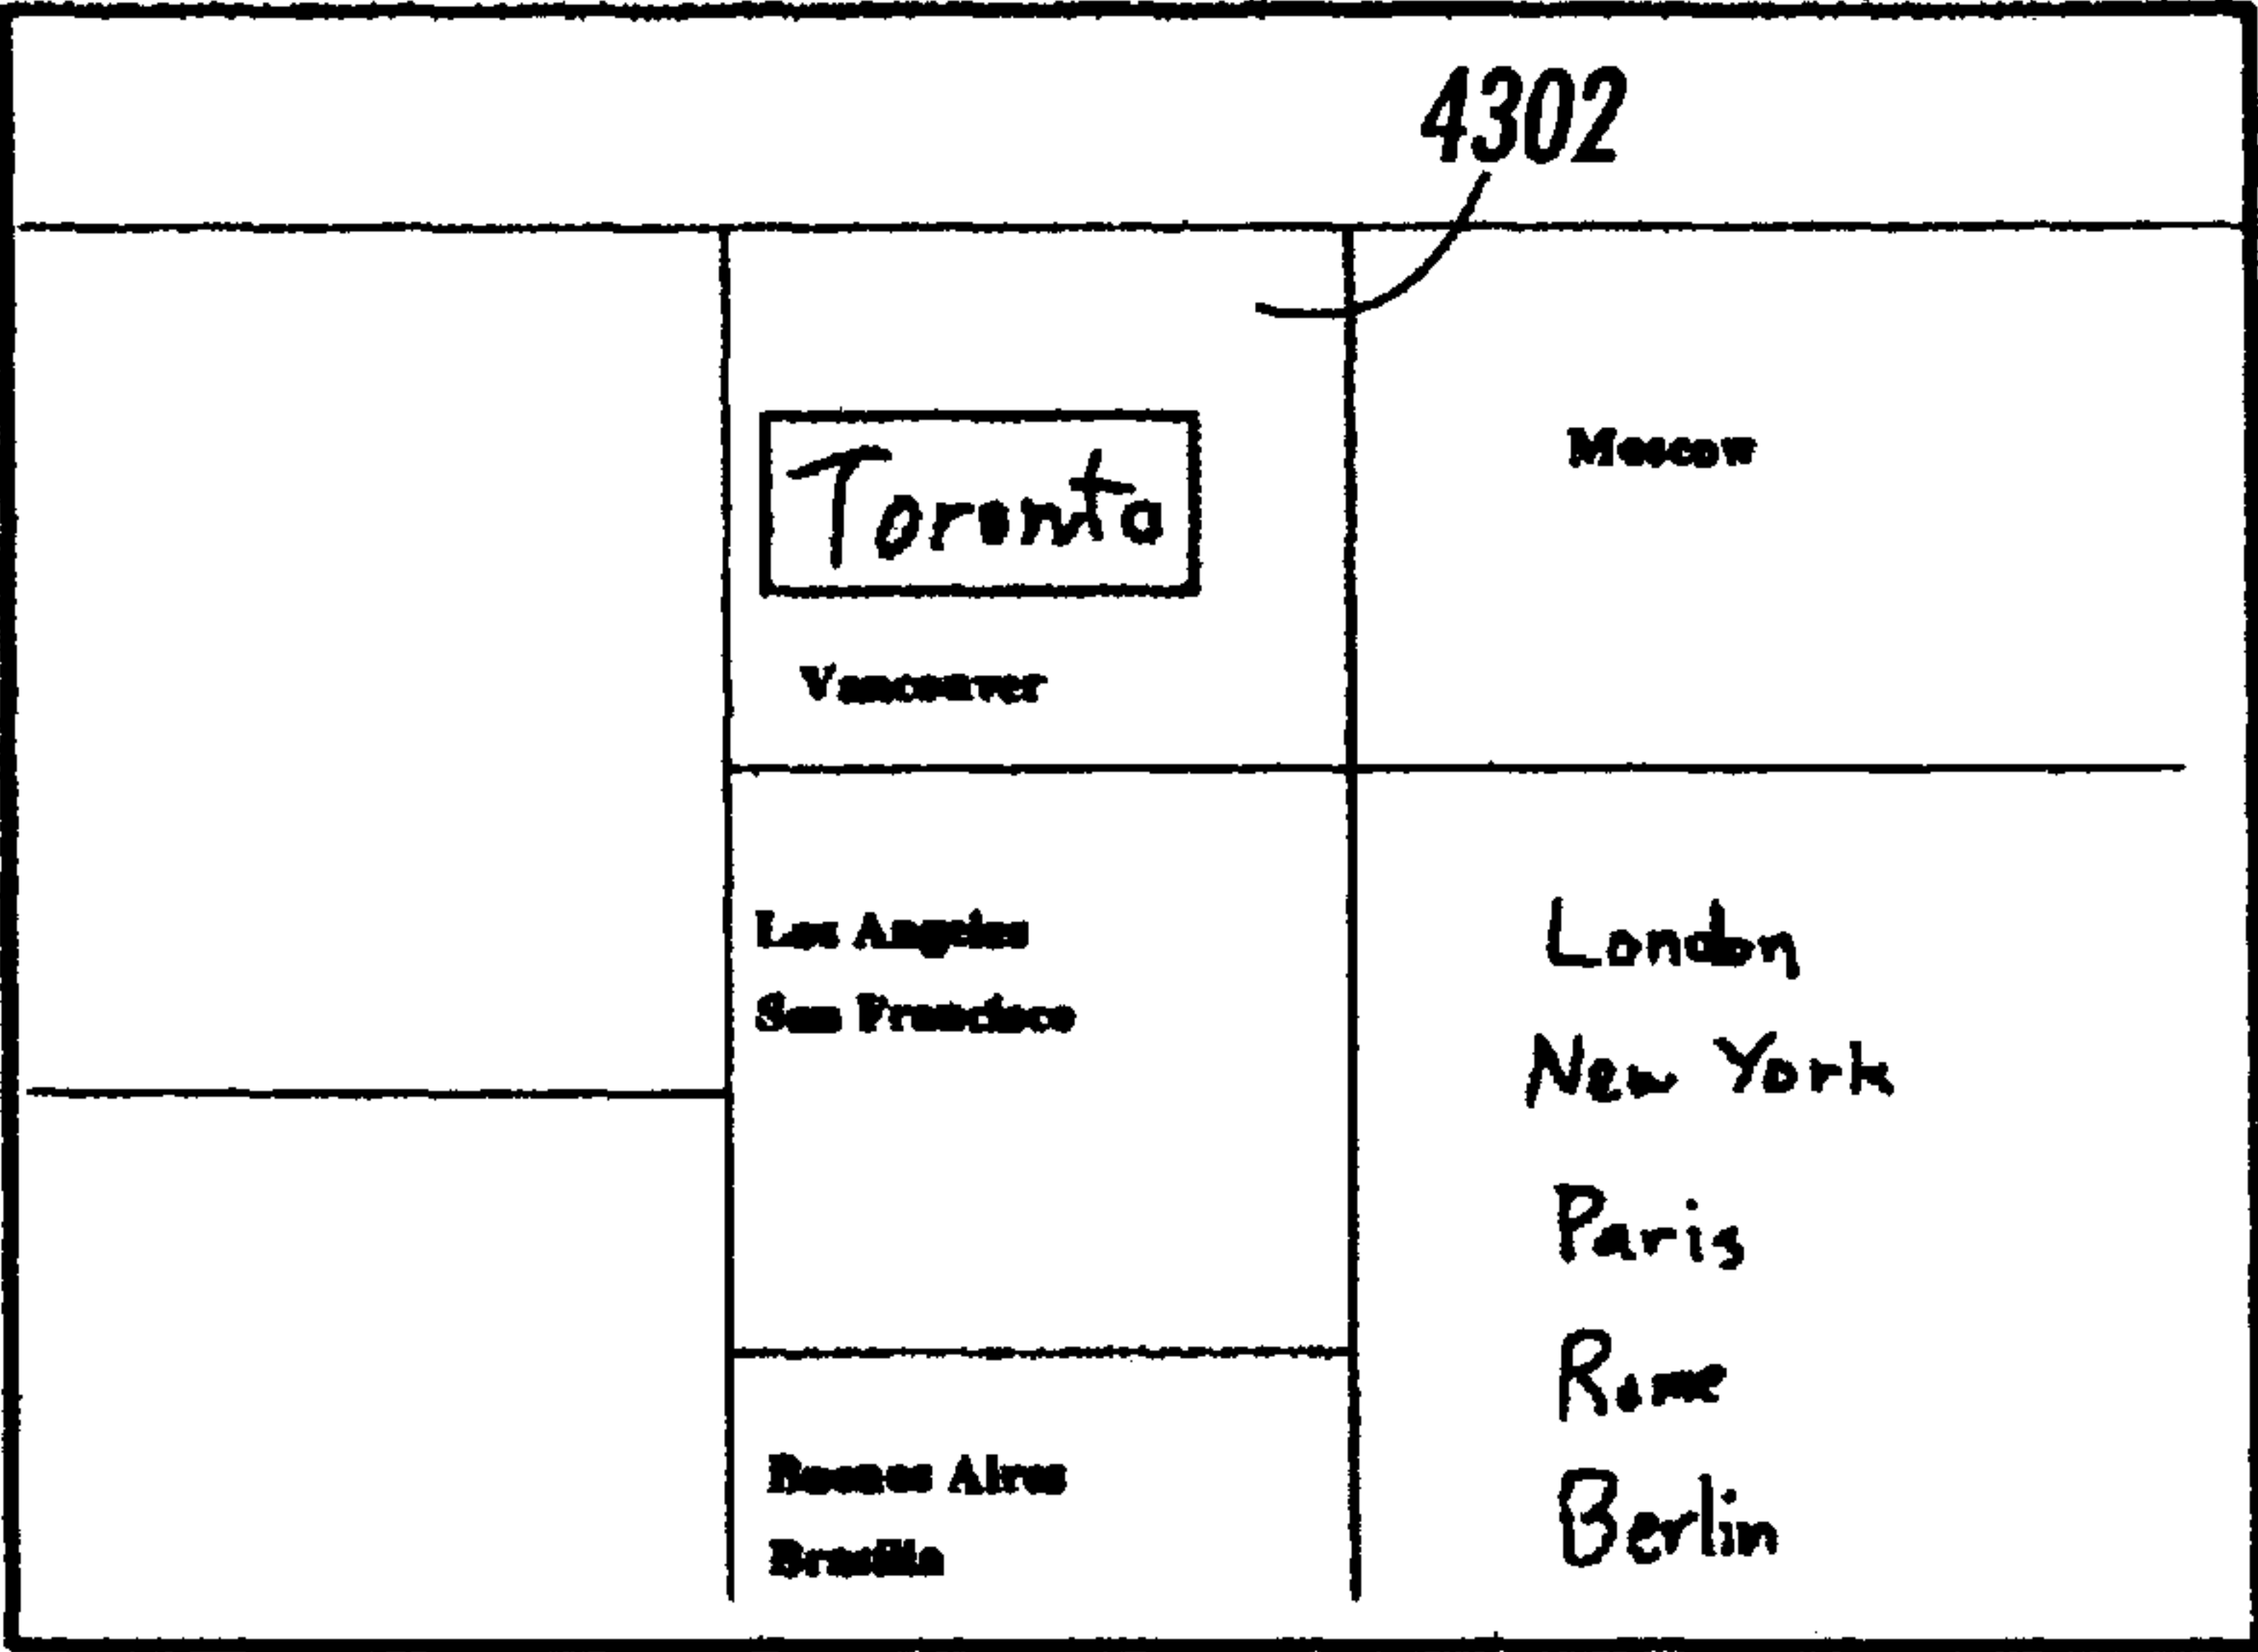 4302
Toronto
Moscow
Vancouver
Los Angeles
San Francisco
London
New York
Paris
Rome
Berlin
Buenos Aires
Brasilia